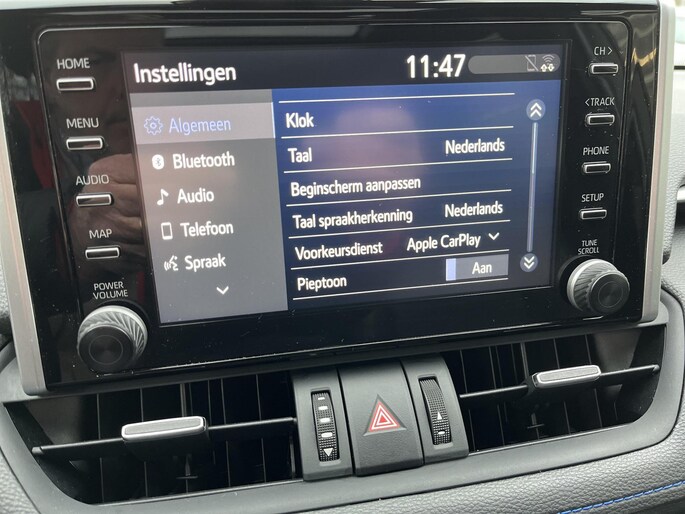 HOME
MENU
AUDIO
MAP
POWER
VOLUME
Instellingen
11:47
Algemeen
Bluetooth
Audio
Telefoon
Spraak
Klok
Taal Nederlands
Beginscherm aanpassen
Taal spraakherkenning Nederlands
Voorkeursdienst Apple CarPlay
Pieptoon Aan
CH >
< TRACK
PHONE
SETUP
TUNE
SCROLL